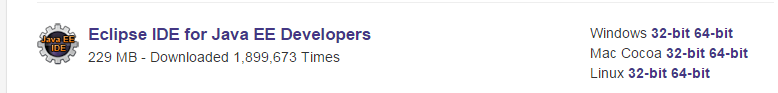 Java EE
IDE
Eclipse IDE for Java EE Developers
229 MB - Downloaded 1,899,673 Times
Windows 32-bit 64-bit
Mac Cocoa 32-bit 64-bit
Linux 32-bit 64-bit